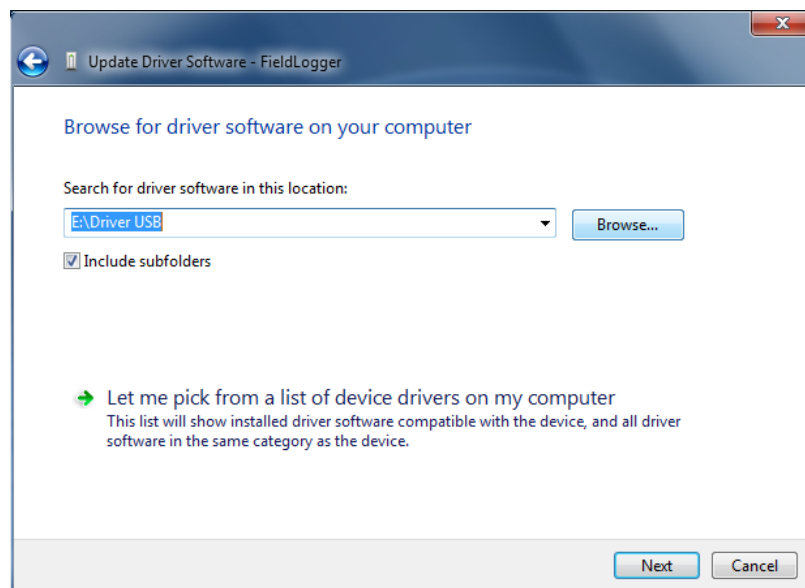 Update Driver Software - FieldLogger
Browse for driver software on your computer
Search for driver software in this location:
E:\Driver USB
Browse...
Include subfolders
Let me pick from a list of device drivers on my computer
This list will show installed driver software compatible with the device, and all driver
software in the same category as the device.
Next
Cancel